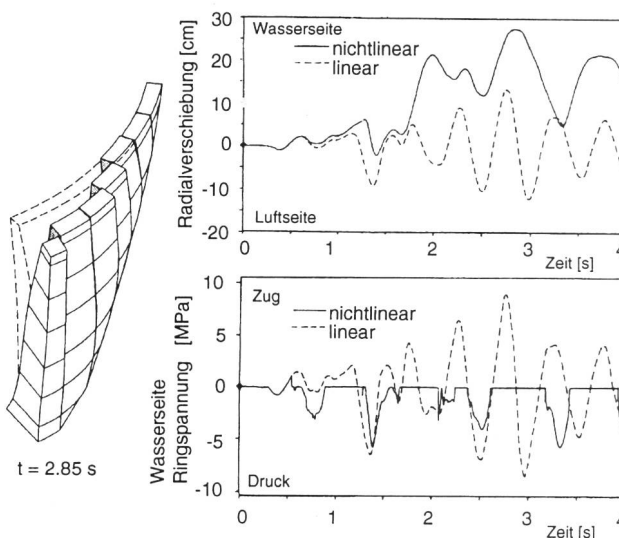 t = 2.85 s
Radialverschiebung [cm]
30
20
10
0
-10
-20
Wasserseite
nichtlinear
linear
Luftseite
0
1
2
3
4
Zeit [s]
Wasserseite
Ringspannung [MPa]
10
5
0
-5
-10
Zug
nichtlinear
linear
Druck
0
1
2
3
4
Zeit [s]